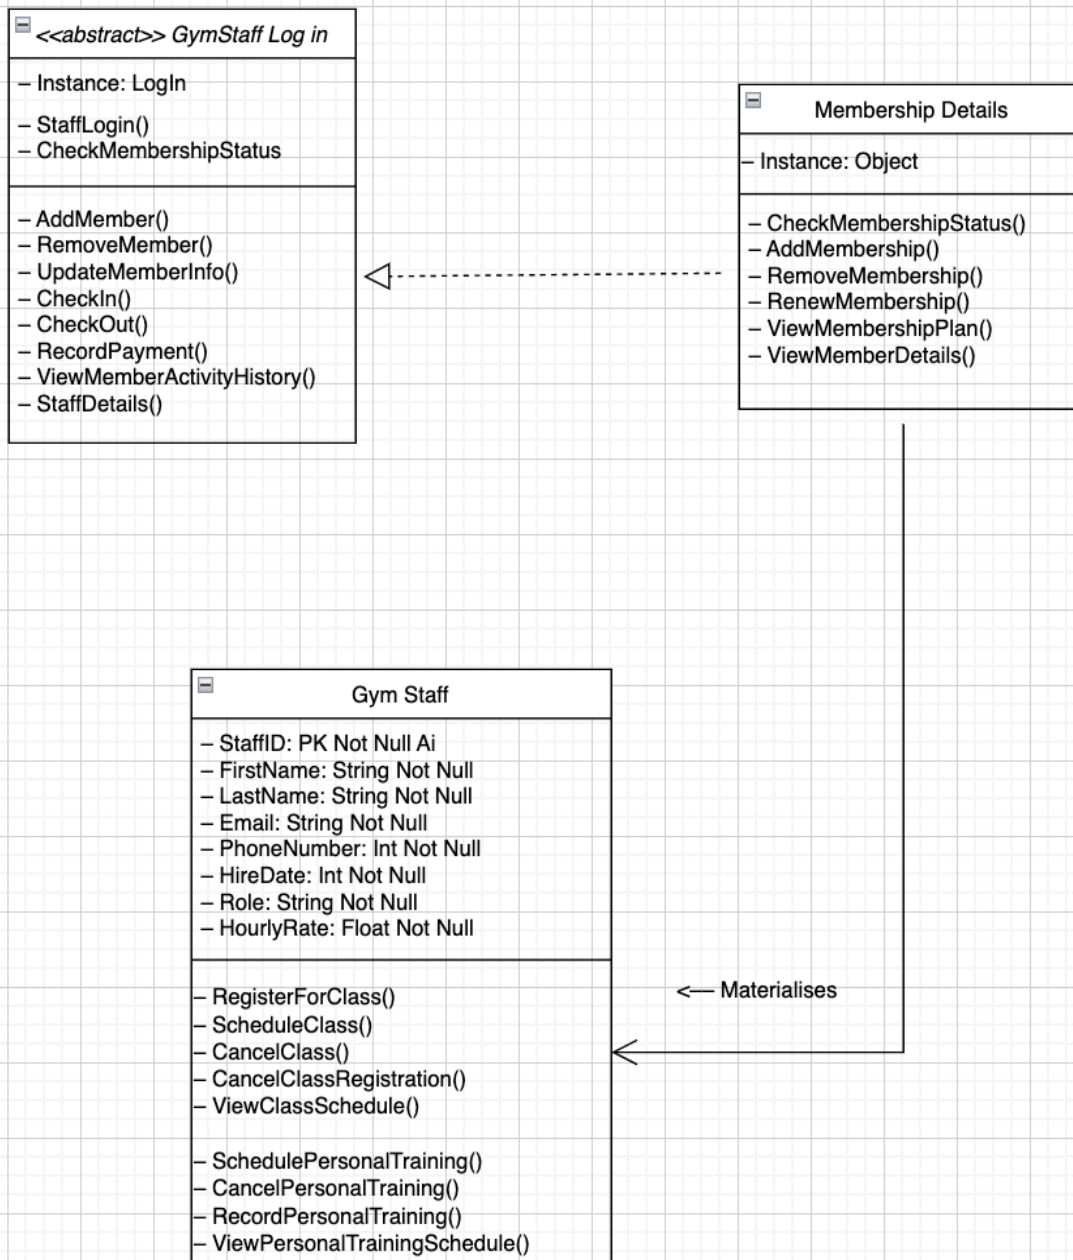 <<abstract>> GymStaff Log in
– Instance: LogIn
– StaffLogin()
– CheckMembershipStatus
– AddMember()
– RemoveMember()
– UpdateMemberInfo()
– CheckIn()
– CheckOut()
– RecordPayment()
– ViewMemberActivityHistory()
– StaffDetails()
Membership Details
– Instance: Object
– CheckMembershipStatus()
– AddMembership()
– RemoveMembership()
– RenewMembership()
– ViewMembershipPlan()
– ViewMemberDetails()
Gym Staff
– StaffID: PK Not Null Ai
– FirstName: String Not Null
– LastName: String Not Null
– Email: String Not Null
– PhoneNumber: Int Not Null
– HireDate: Int Not Null
– Role: String Not Null
– HourlyRate: Float Not Null
– RegisterForClass()
– ScheduleClass()
– CancelClass()
– CancelClassRegistration()
– ViewClassSchedule()
– SchedulePersonalTraining()
– CancelPersonalTraining()
– RecordPersonalTraining()
– ViewPersonalTrainingSchedule()
<–– Materialises